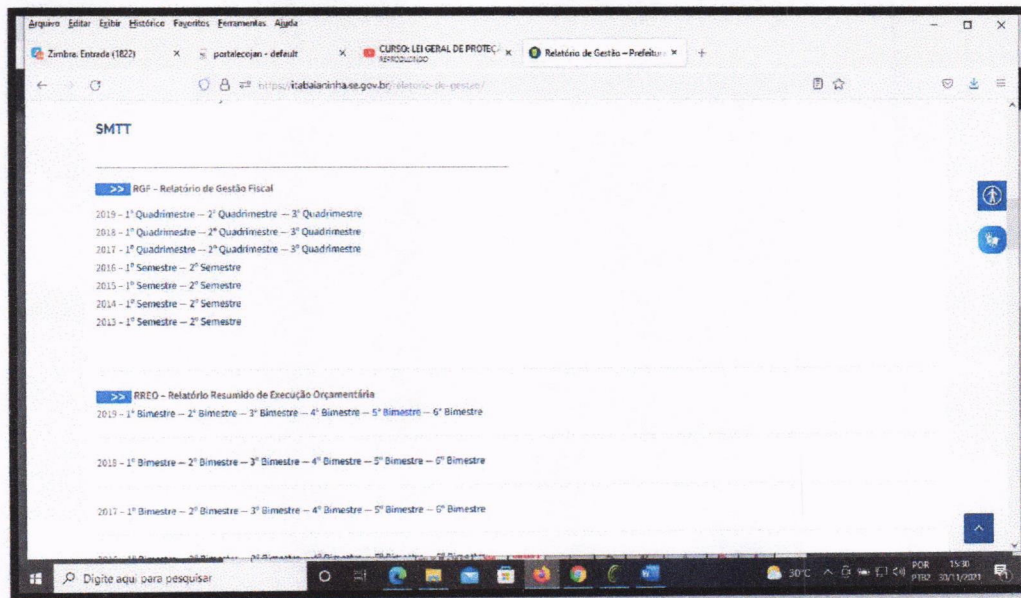 Arquivo Editar Exibir Histórico Favoritos Ferramentas Ajuda
Zimbra: Entrada (1822) × portalecojan - default × CURSO: LEI GERAL DE PROTEÇ × Relatório de Gestão – Prefeitura × +
REPRODUZINDO
https://itabaianinha.se.gov.br/relatorio-de-gestao/
SMTT
>> RGF – Relatório de Gestão Fiscal
2019 – 1º Quadrimestre — 2º Quadrimestre — 3º Quadrimestre
2018 – 1º Quadrimestre — 2º Quadrimestre — 3º Quadrimestre
2017 – 1º Quadrimestre — 2º Quadrimestre — 3º Quadrimestre
2016 – 1º Semestre — 2º Semestre
2015 – 1º Semestre — 2º Semestre
2014 – 1º Semestre — 2º Semestre
2013 – 1º Semestre — 2º Semestre
>> RREO – Relatório Resumido de Execução Orçamentária
2019 – 1º Bimestre — 2º Bimestre — 3º Bimestre — 4º Bimestre — 5º Bimestre — 6º Bimestre
2018 – 1º Bimestre — 2º Bimestre — 3º Bimestre — 4º Bimestre — 5º Bimestre — 6º Bimestre
2017 – 1º Bimestre — 2º Bimestre — 3º Bimestre — 4º Bimestre — 5º Bimestre — 6º Bimestre
Digite aqui para pesquisar
30°C POR 15:30
PTB2 30/11/2021